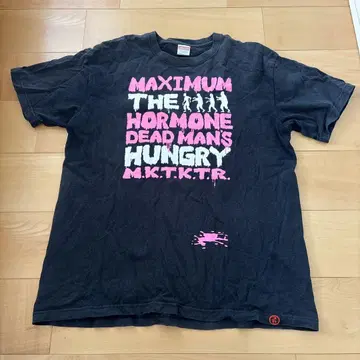 MAXIMUM
THE
HORMONE
DEAD MAN'S
HUNGRY
M.K.T.K.T.R.